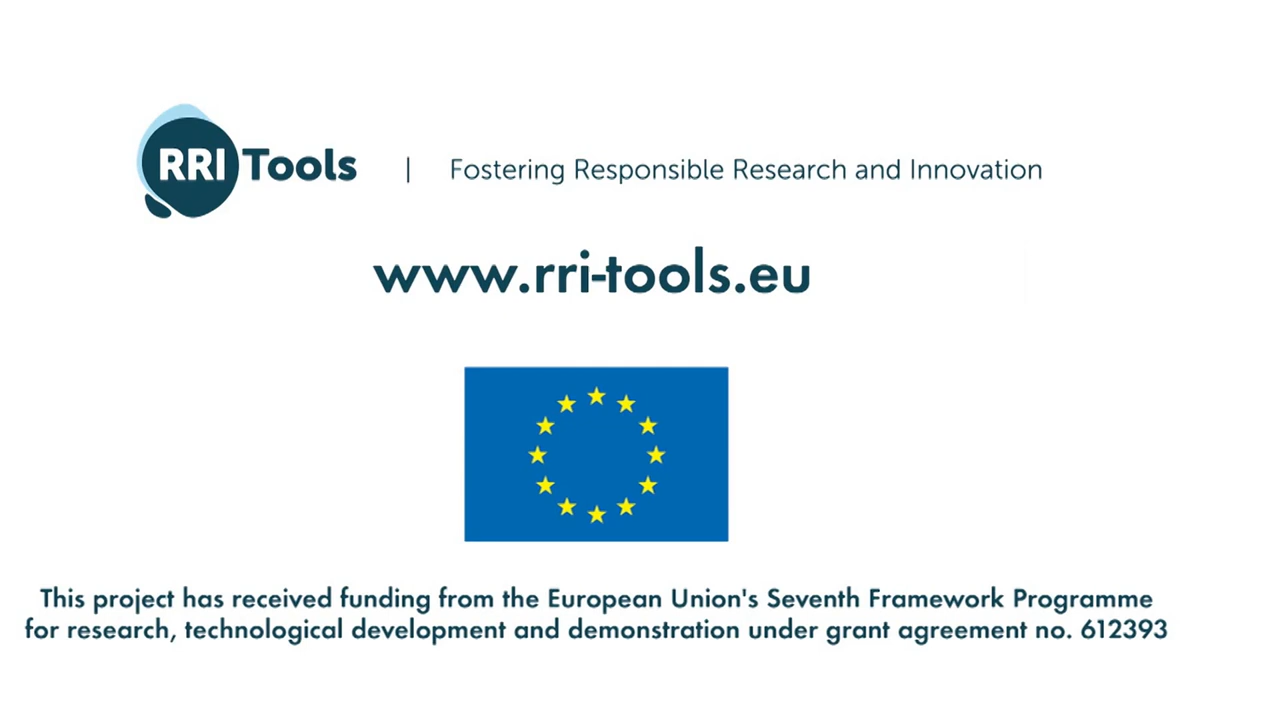 RRI Tools | Fostering Responsible Research and Innovation
www.rri-tools.eu
This project has received funding from the European Union's Seventh Framework Programme
for research, technological development and demonstration under grant agreement no. 612393